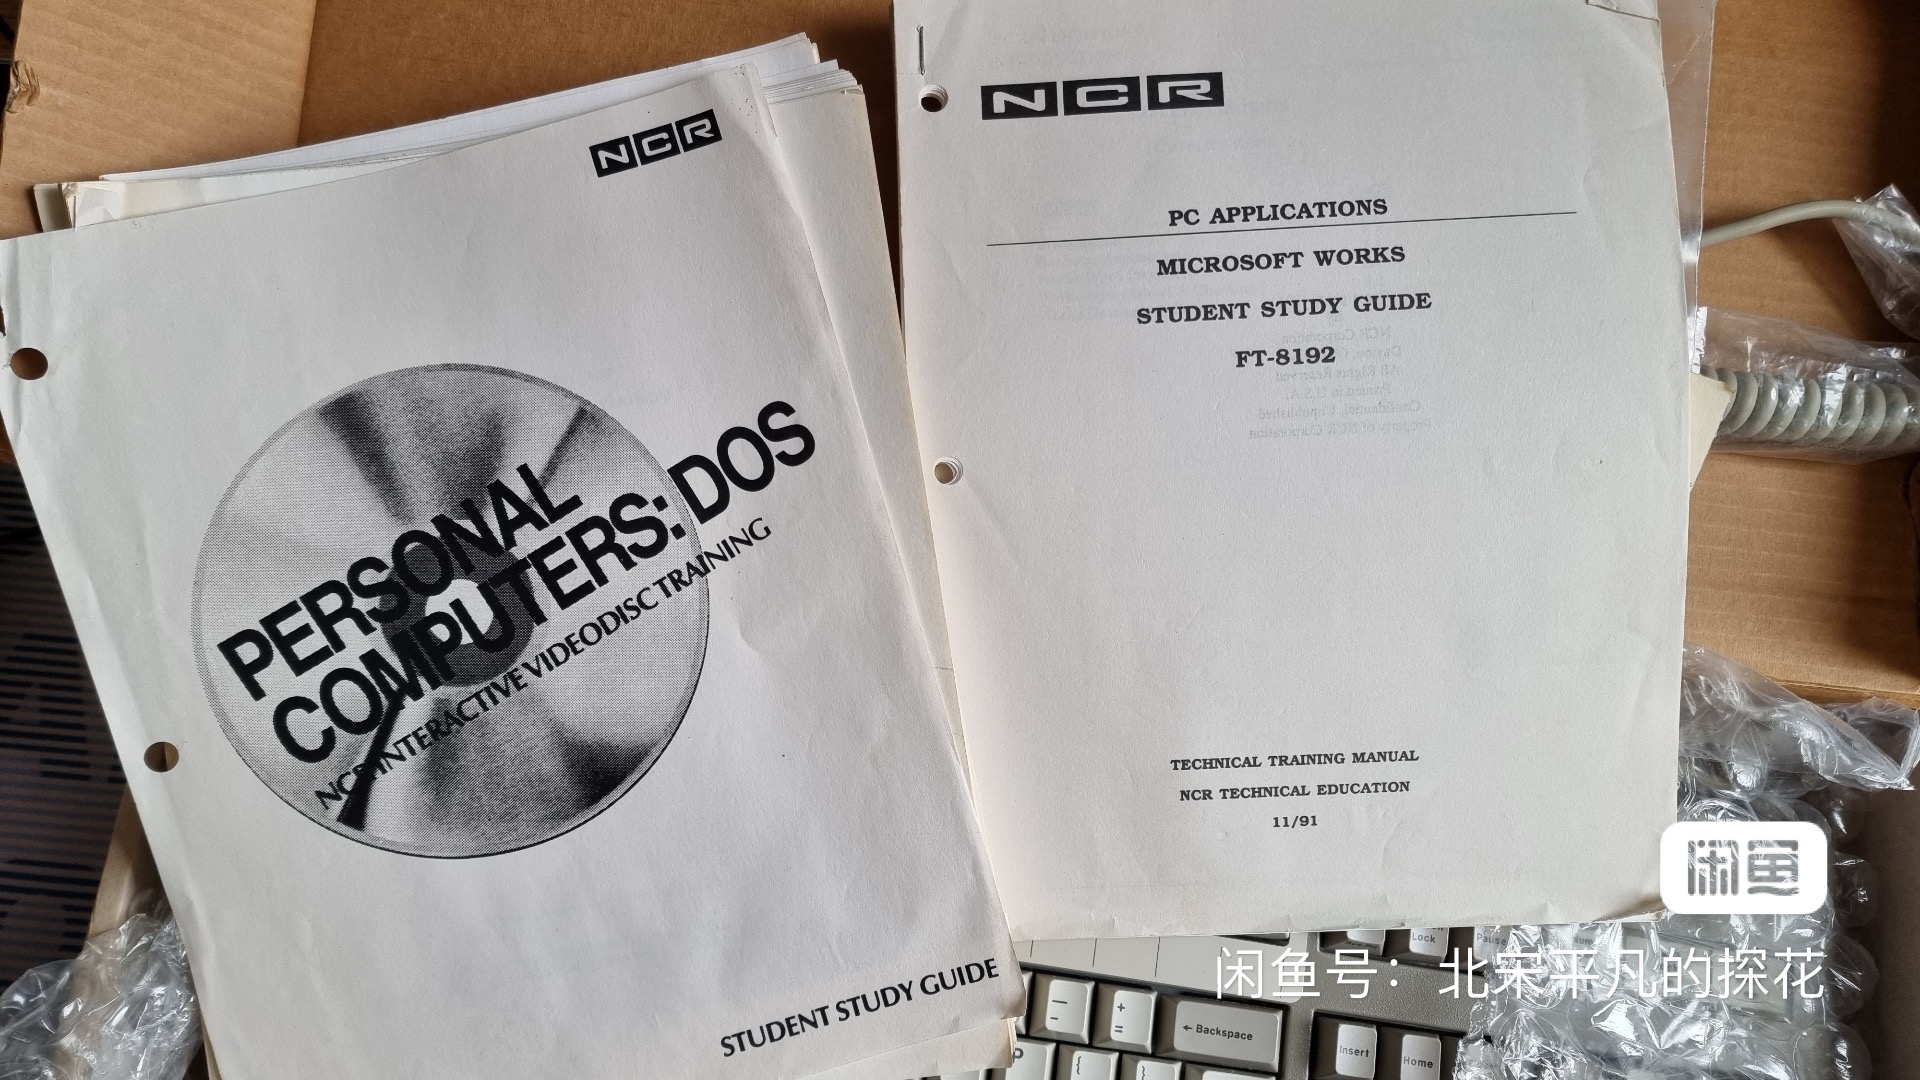 NCR
PERSONAL
COMPUTERS: DOS
NCR INTERACTIVE VIDEODISC TRAINING
STUDENT STUDY GUIDE
NCR
PC APPLICATIONS
MICROSOFT WORKS
STUDENT STUDY GUIDE
FT-8192
TECHNICAL TRAINING MANUAL
NCR TECHNICAL EDUCATION
11/91
Lock
Pause
← Backspace
Insert
Home
P
闲鱼
闲鱼号：北宋平凡的探花